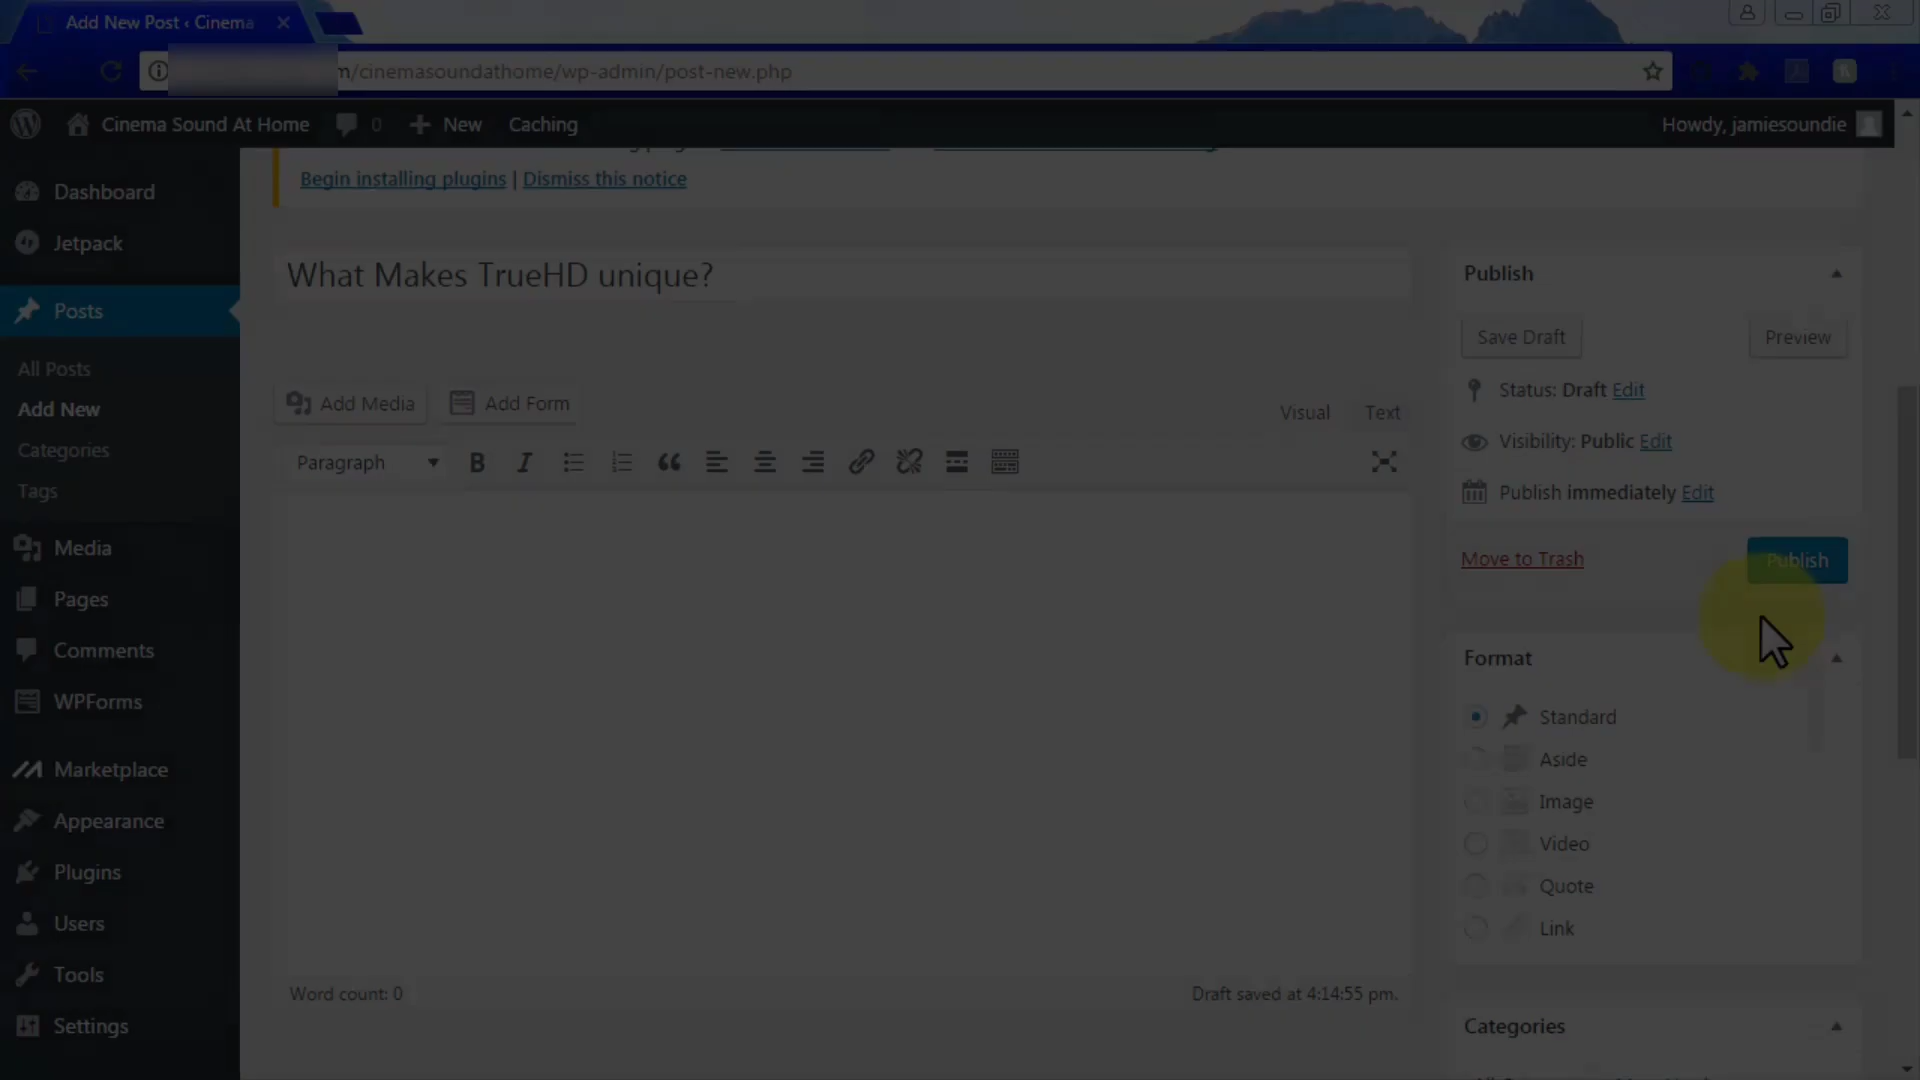 Add New Post ‹ Cinema
m/cinemasoundathome/wp-admin/post-new.php
Cinema Sound At Home 0 New Caching Howdy, jamiesoundie
Begin installing plugins | Dismiss this notice
Dashboard
Jetpack
Posts
All Posts
Add New
Categories
Tags
Media
Pages
Comments
WPForms
Marketplace
Appearance
Plugins
Users
Tools
Settings
What Makes TrueHD unique?
Add Media Add Form
Visual Text
Paragraph B I
Word count: 0
Draft saved at 4:14:55 pm.
Publish
Save Draft Preview
Status: Draft Edit
Visibility: Public Edit
Publish immediately Edit
Move to Trash Publish
Format
Standard
Aside
Image
Video
Quote
Link
Categories